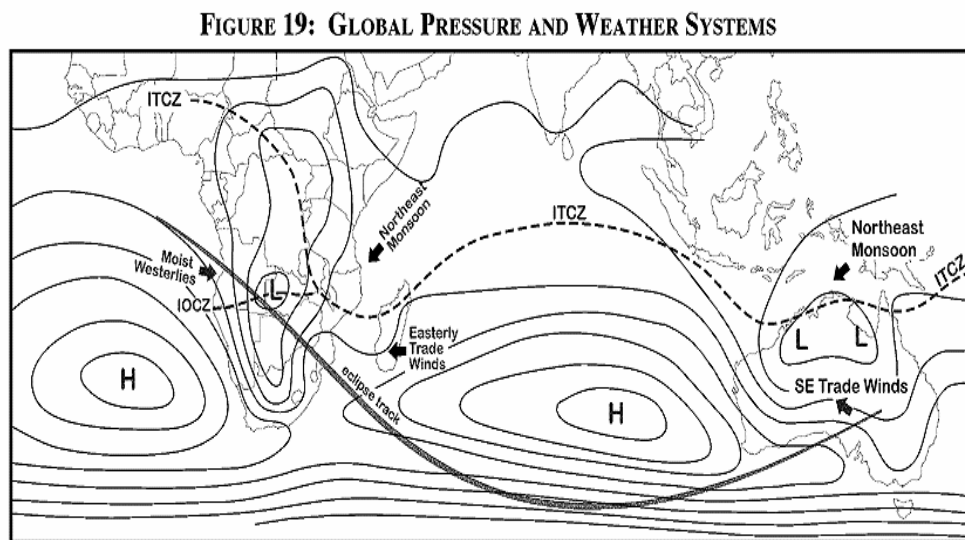 FIGURE 19: GLOBAL PRESSURE AND WEATHER SYSTEMS
ITCZ
Northeast
Monsoon
ITCZ
Northeast
Monsoon
ITCZ
Moist
Westerlies
IOCZ
L
Easterly
Trade
Winds
L
L
H
eclipse track
H
SE Trade Winds